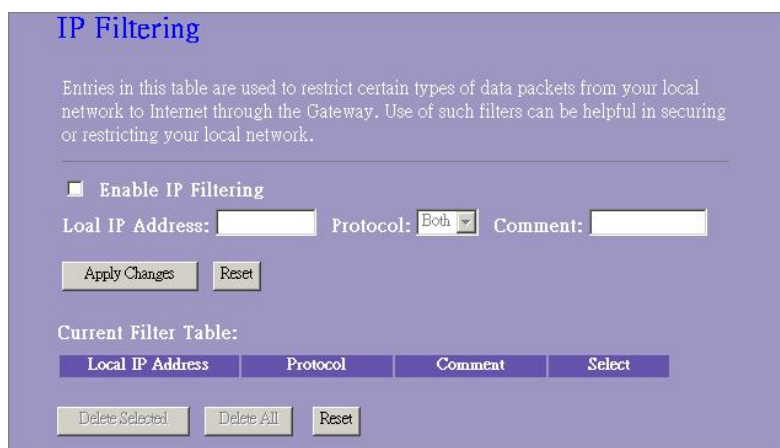 IP Filtering
Entries in this table are used to restrict certain types of data packets from your local
network to Internet through the Gateway. Use of such filters can be helpful in securing
or restricting your local network.
Enable IP Filtering
Loal IP Address: Protocol: Both Comment:
Apply Changes Reset
Current Filter Table:
Local IP Address Protocol Comment Select
Delete Selected Delete All Reset